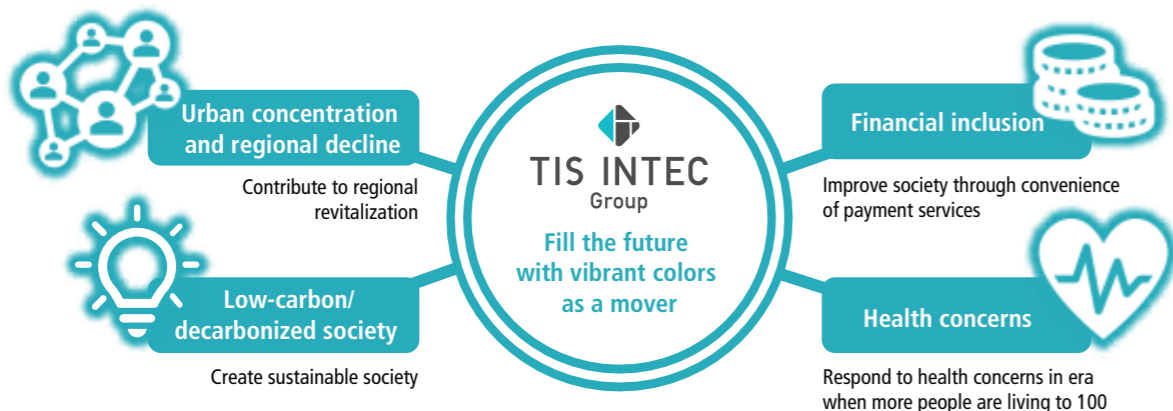 Urban concentration
and regional decline
Contribute to regional
revitalization
Low-carbon/
decarbonized society
Create sustainable society
TIS INTEC
Group
Fill the future
with vibrant colors
as a mover
Financial inclusion
Improve society through convenience
of payment services
Health concerns
Respond to health concerns in era
when more people are living to 100